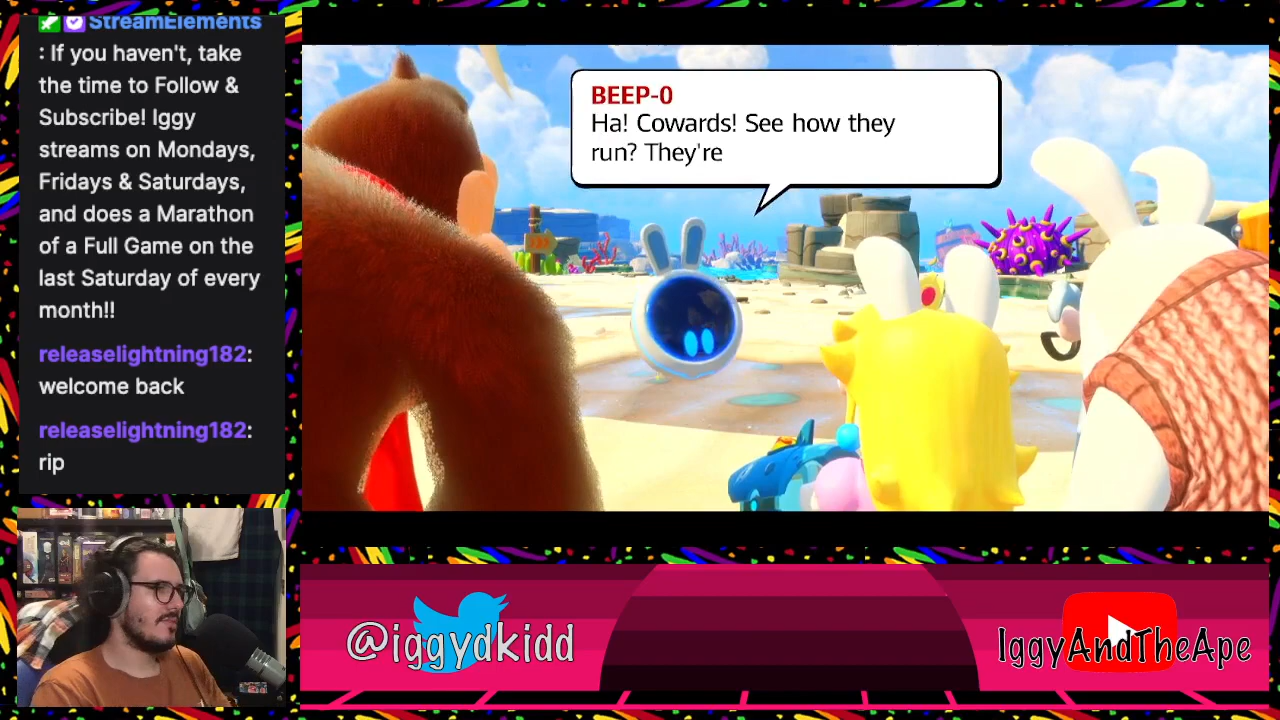 StreamElements
: If you haven't, take
the time to Follow &
Subscribe! Iggy
streams on Mondays,
Fridays & Saturdays,
and does a Marathon
of a Full Game on the
last Saturday of every
month!!
releaselightning182:
welcome back
releaselightning182:
rip
BEEP-0
Ha! Cowards! See how they
run? They're
@iggydkidd
IggyAndTheApe